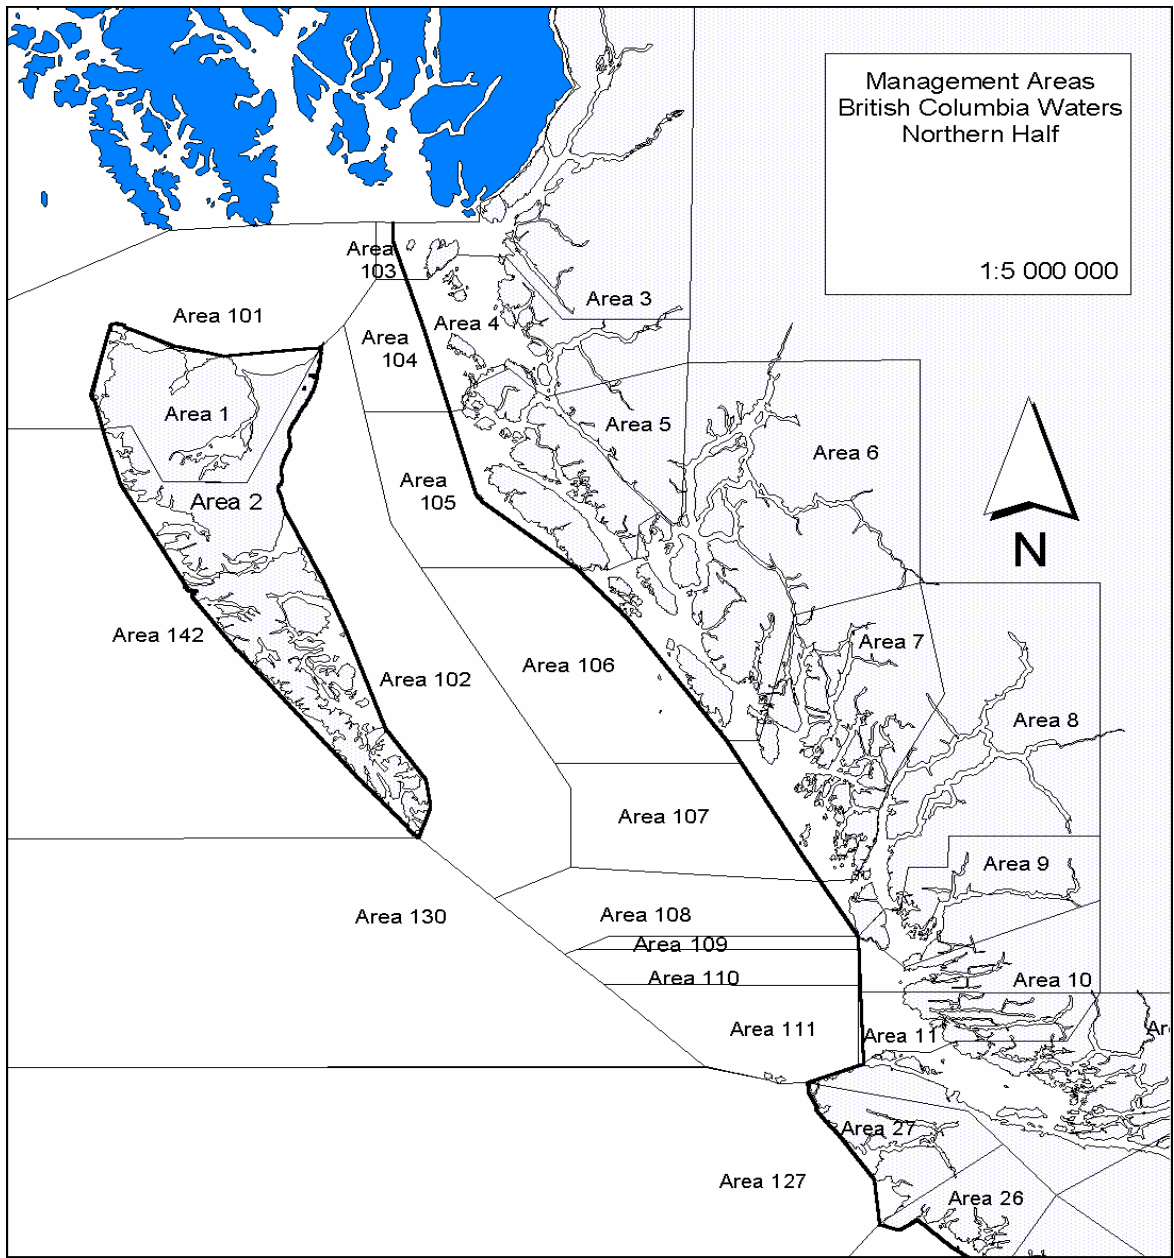 Management Areas
British Columbia Waters
Northern Half
1:5 000 000
Area
103
Area 3
Area 101
Area 4
Area
104
Area 1
Area 5
Area 6
Area
105
Area 2
N
Area 142
Area 7
Area 106
Area 102
Area 8
Area 107
Area 9
Area 130
Area 108
Area 109
Area 110
Area 10
Area 111
Area 11
Ar
Area 27
Area 127
Area 26